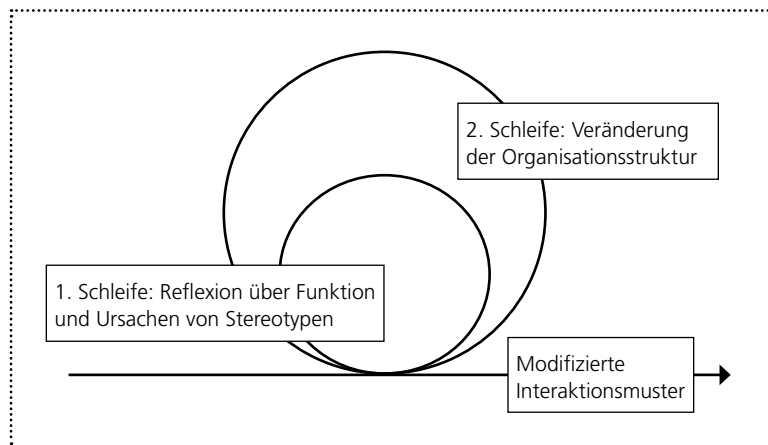 2. Schleife: Veränderung
der Organisationsstruktur
1. Schleife: Reflexion über Funktion
und Ursachen von Stereotypen
Modifizierte
Interaktionsmuster